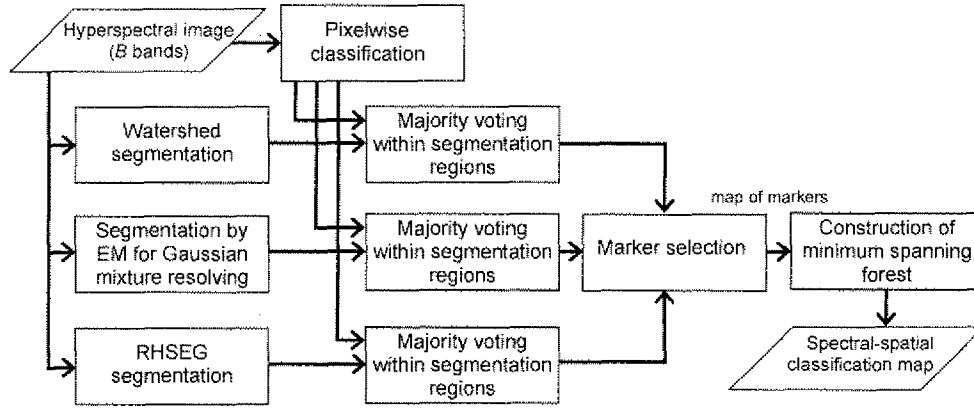 Hyperspectral image
(B bands)
Pixelwise
classification
Watershed
segmentation
Majority voting
within segmentation
regions
map of markers
Segmentation by
EM for Gaussian
mixture resolving
Majority voting
within segmentation
regions
Marker selection
Construction of
minimum spanning
forest
RHSEG
segmentation
Majority voting
within segmentation
regions
Spectral-spatial
classification map